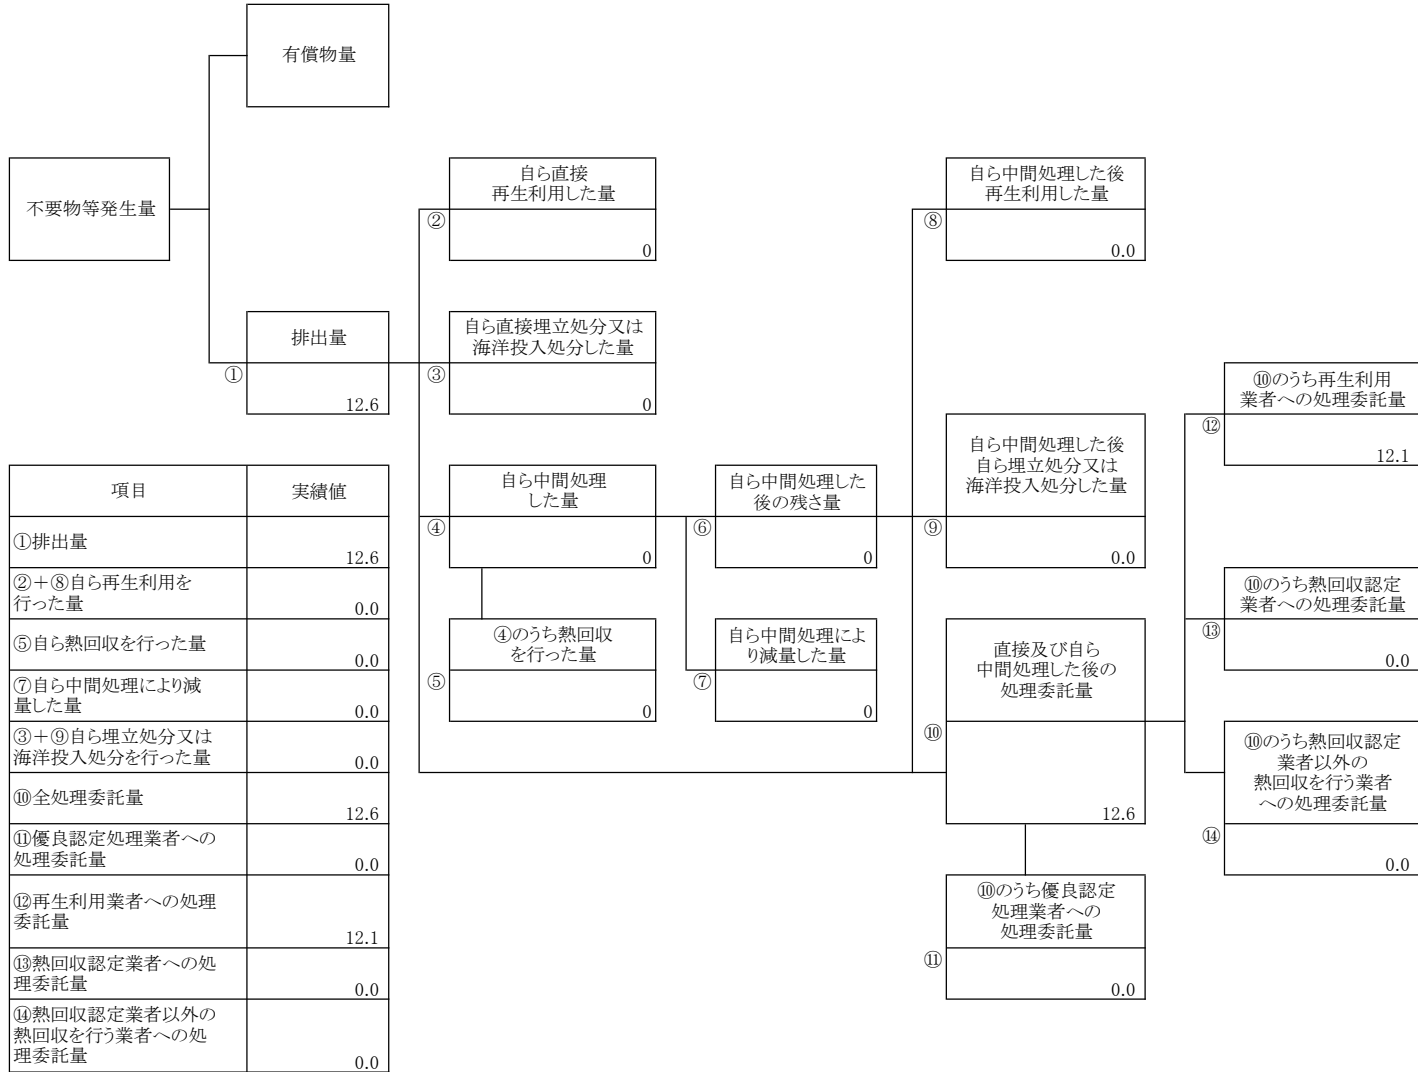 有償物量
不要物等発生量
自ら直接
再生利用した量
②
0
自ら中間処理した後
再生利用した量
⑧
0.0
排出量
①
12.6
自ら直接埋立処分又は
海洋投入処分した量
③
0
⑩のうち再生利用
業者への処理委託量
⑫
12.1
自ら中間処理
した量
④
0
自ら中間処理した
後の残さ量
⑥
0
自ら中間処理した後
自ら埋立処分又は
海洋投入処分した量
⑨
0.0
⑩のうち熱回収認定
業者への処理委託量
⑬
0.0
④のうち熱回収
を行った量
⑤
0
自ら中間処理によ
り減量した量
⑦
0
直接及び自ら
中間処理した後の
処理委託量
⑩
12.6
⑩のうち熱回収認定
業者以外の
熱回収を行う業者
への処理委託量
⑭
0.0
⑩のうち優良認定
処理業者への
処理委託量
⑪
0.0
項目 実績値
①排出量
12.6
②＋⑧自ら再生利用を
行った量 0.0
⑤自ら熱回収を行った量
0.0
⑦自ら中間処理により減
量した量 0.0
③＋⑨自ら埋立処分又は
海洋投入処分を行った量 0.0
⑩全処理委託量
12.6
⑪優良認定処理業者への
処理委託量 0.0
⑫再生利用業者への処理
委託量
12.1
⑬熱回収認定業者への処
理委託量 0.0
⑭熱回収認定業者以外の
熱回収を行う業者への処
理委託量 0.0